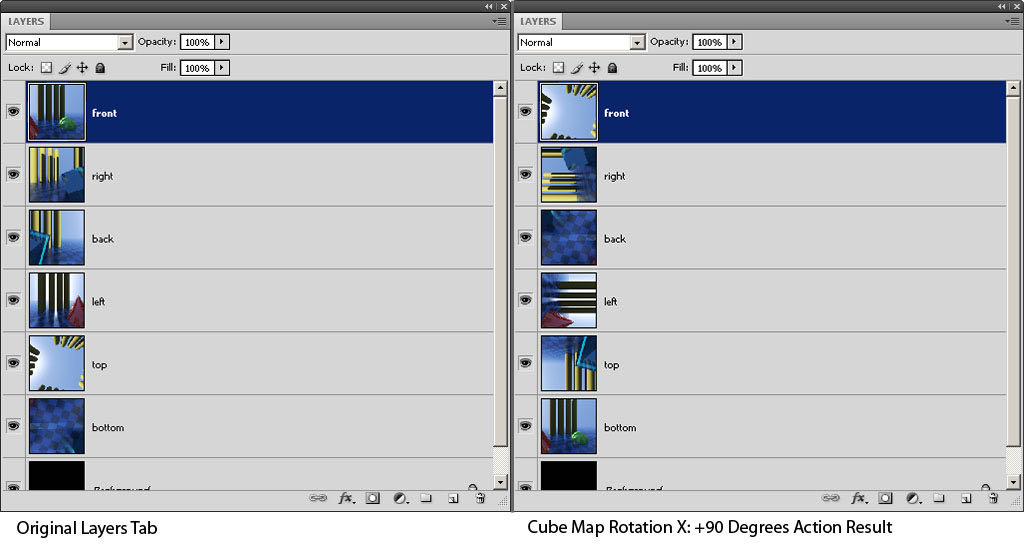 LAYERS LAYERS
Normal Opacity: 100% Normal Opacity: 100%
Lock: Fill: 100% Lock: Fill: 100%
front front
right right
back back
left left
top top
bottom bottom
Background Background
fx. fx.
Original Layers Tab Cube Map Rotation X: +90 Degrees Action Result